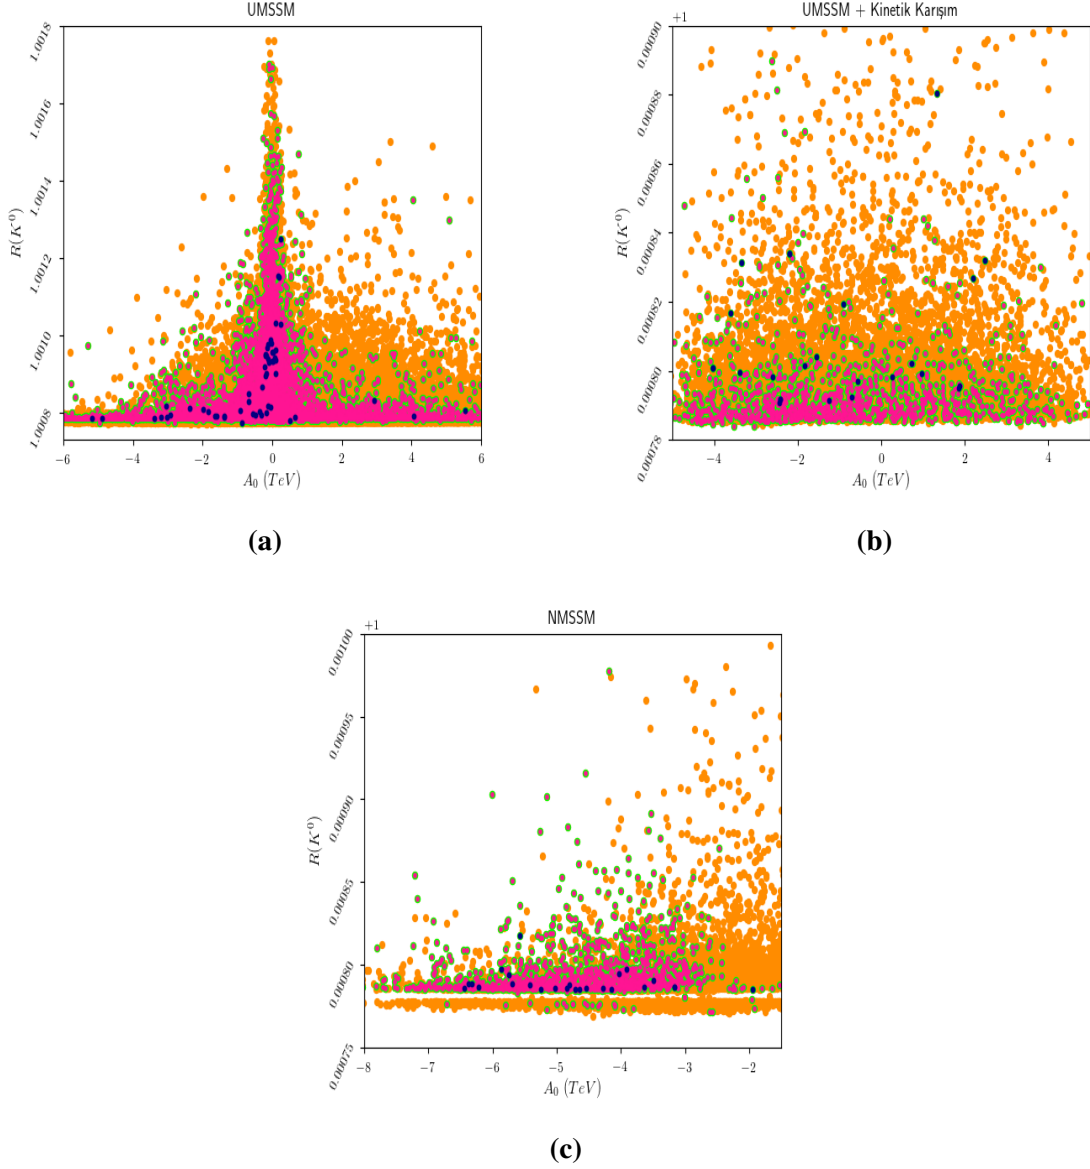 UMSSM
1.0018
1.0016
1.0014
1.0012
1.0010
1.0008
R(K⁰)
−6 −4 −2 0 2 4 6
A₀ (TeV)
(a)
UMSSM + Kinetik Karışım
+1
0.00090
0.00088
0.00086
0.00084
0.00082
0.00080
0.00078
R(K⁰)
−4 −2 0 2 4
A₀ (TeV)
(b)
NMSSM
+1
0.00100
0.00095
0.00090
0.00085
0.00080
0.00075
R(K⁰)
−8 −7 −6 −5 −4 −3 −2
A₀ (TeV)
(c)